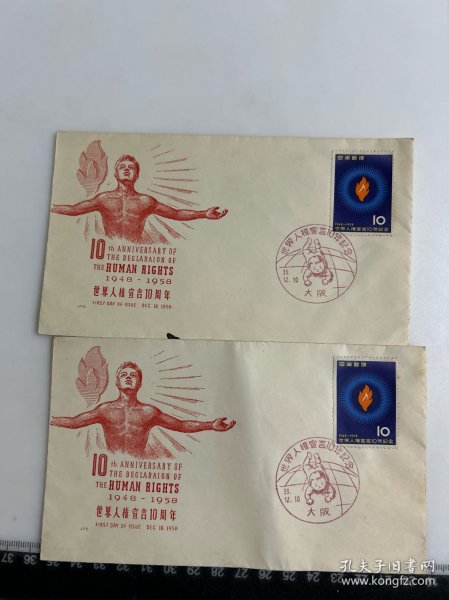 日本郵便
1948-1958 10
世界人権宣言10年記念
世界人権宣言10年記念
33.
12.10
大阪
10th ANNIVERSARY OF
THE DECLARAION OF
THE HUMAN RIGHTS
1948-1958
世界人権宣言10周年
FIRST DAY OF ISSUE DEC 10 1958
日本郵便
1948-1958 10
世界人権宣言10年記念
世界人権宣言10年記念
33.
12.10
大阪
10th ANNIVERSARY OF
THE DECLARAION OF
THE HUMAN RIGHTS
1948-1958
世界人権宣言10周年
FIRST DAY OF ISSUE DEC 10 1958
孔夫子旧书网
https://www.kongfz.com